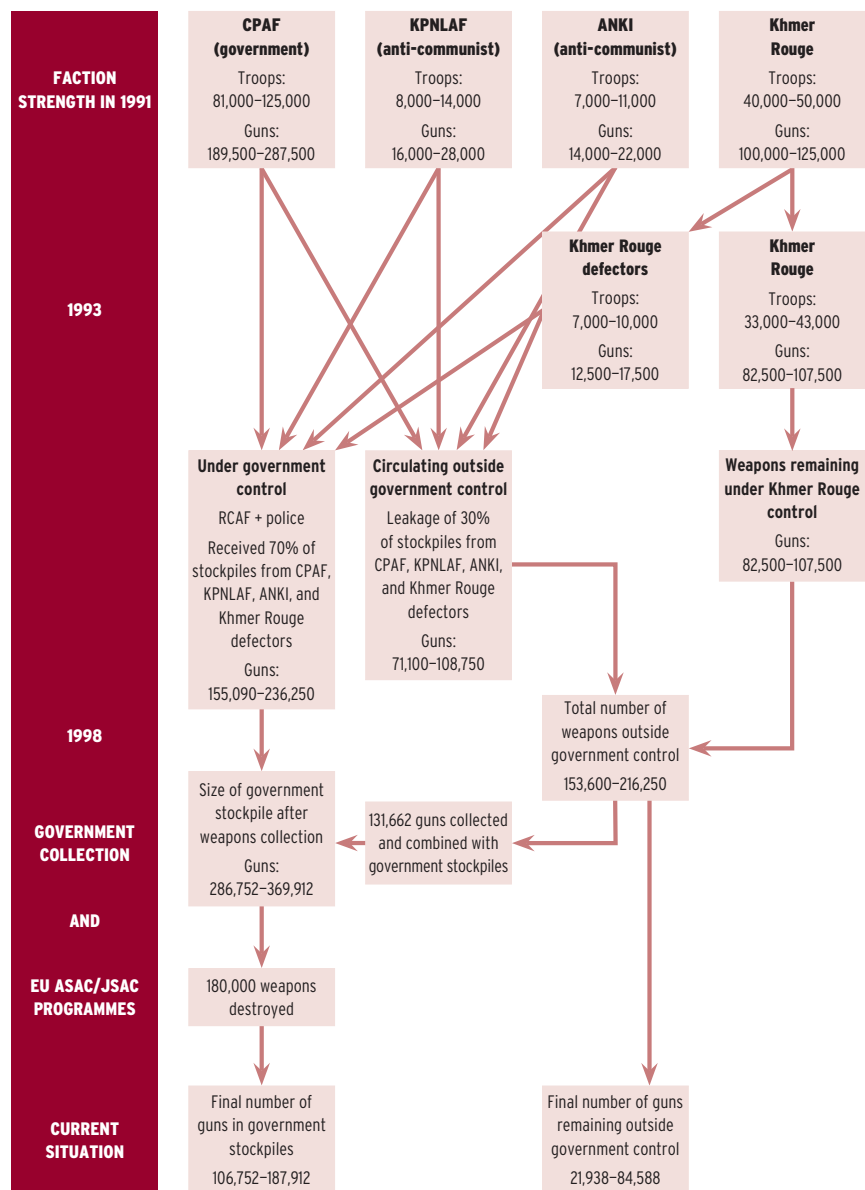 FACTION
STRENGTH IN 1991
CPAF
(government)
Troops:
81,000–125,000
Guns:
189,500–287,500
KPNLAF
(anti-communist)
Troops:
8,000–14,000
Guns:
16,000–28,000
ANKI
(anti-communist)
Troops:
7,000–11,000
Guns:
14,000–22,000
Khmer
Rouge
Troops:
40,000–50,000
Guns:
100,000–125,000
1993
Khmer Rouge
defectors
Troops:
7,000–10,000
Guns:
12,500–17,500
Khmer
Rouge
Troops:
33,000–43,000
Guns:
82,500–107,500
Under government
control
RCAF + police
Received 70% of
stockpiles from CPAF,
KPNLAF, ANKI, and
Khmer Rouge
defectors
Guns:
155,090–236,250
Circulating outside
government control
Leakage of 30%
of stockpiles from
CPAF, KPNLAF, ANKI,
and Khmer Rouge
defectors
Guns:
71,100–108,750
Weapons remaining
under Khmer Rouge
control
Guns:
82,500–107,500
1998
Total number of
weapons outside
government control
153,600–216,250
GOVERNMENT
COLLECTION
Size of government
stockpile after
weapons collection
Guns:
286,752–369,912
131,662 guns collected
and combined with
government stockpiles
AND
EU ASAC/JSAC
PROGRAMMES
180,000 weapons
destroyed
CURRENT
SITUATION
Final number of
guns in government
stockpiles
106,752–187,912
Final number of guns
remaining outside
government control
21,938–84,588